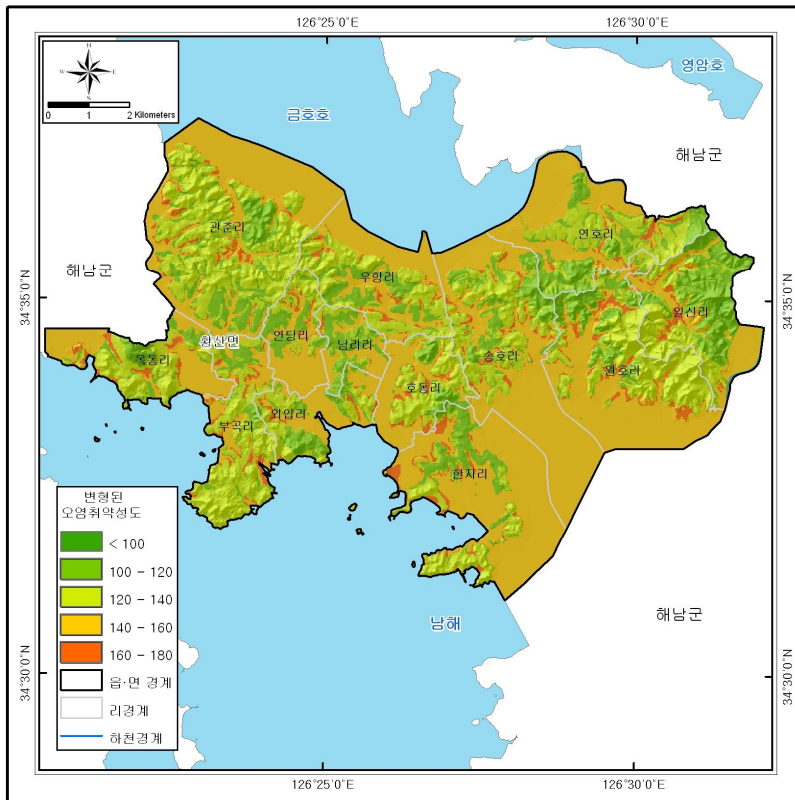 126°25'0"E
126°30'0"E
N
W
E
S
0 1 2 Kilometers
영암호
금호호
해남군
관준리
연호리
해남군
우항리
34°35'0"N
34°35'0"N
일신리
황산면
연당리
남리리
송호리
옥동리
원호리
호동리
와입리
부곡리
한자리
변형된
오염취약성도
< 100
100 - 120
120 - 140
140 - 160
160 - 180
읍·면 경계
리경계
하천경계
남해
해남군
34°30'0"N
34°30'0"N
126°25'0"E
126°30'0"E